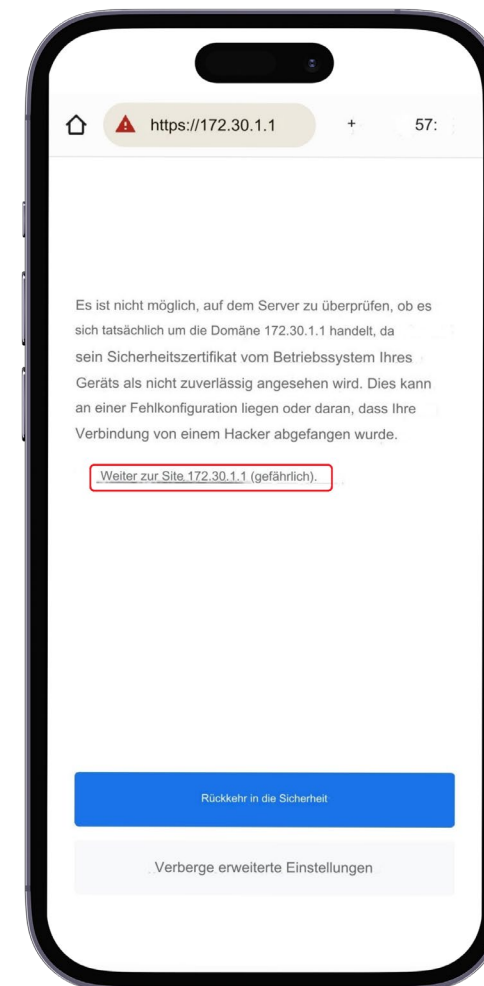 https://172.30.1.1 + 57:
Es ist nicht möglich, auf dem Server zu überprüfen, ob es
sich tatsächlich um die Domäne 172.30.1.1 handelt, da
sein Sicherheitszertifikat vom Betriebssystem Ihres
Geräts als nicht zuverlässig angesehen wird. Dies kann
an einer Fehlkonfiguration liegen oder daran, dass Ihre
Verbindung von einem Hacker abgefangen wurde.
Weiter zur Site 172.30.1.1 (gefährlich).
Rückkehr in die Sicherheit
Verberge erweiterte Einstellungen